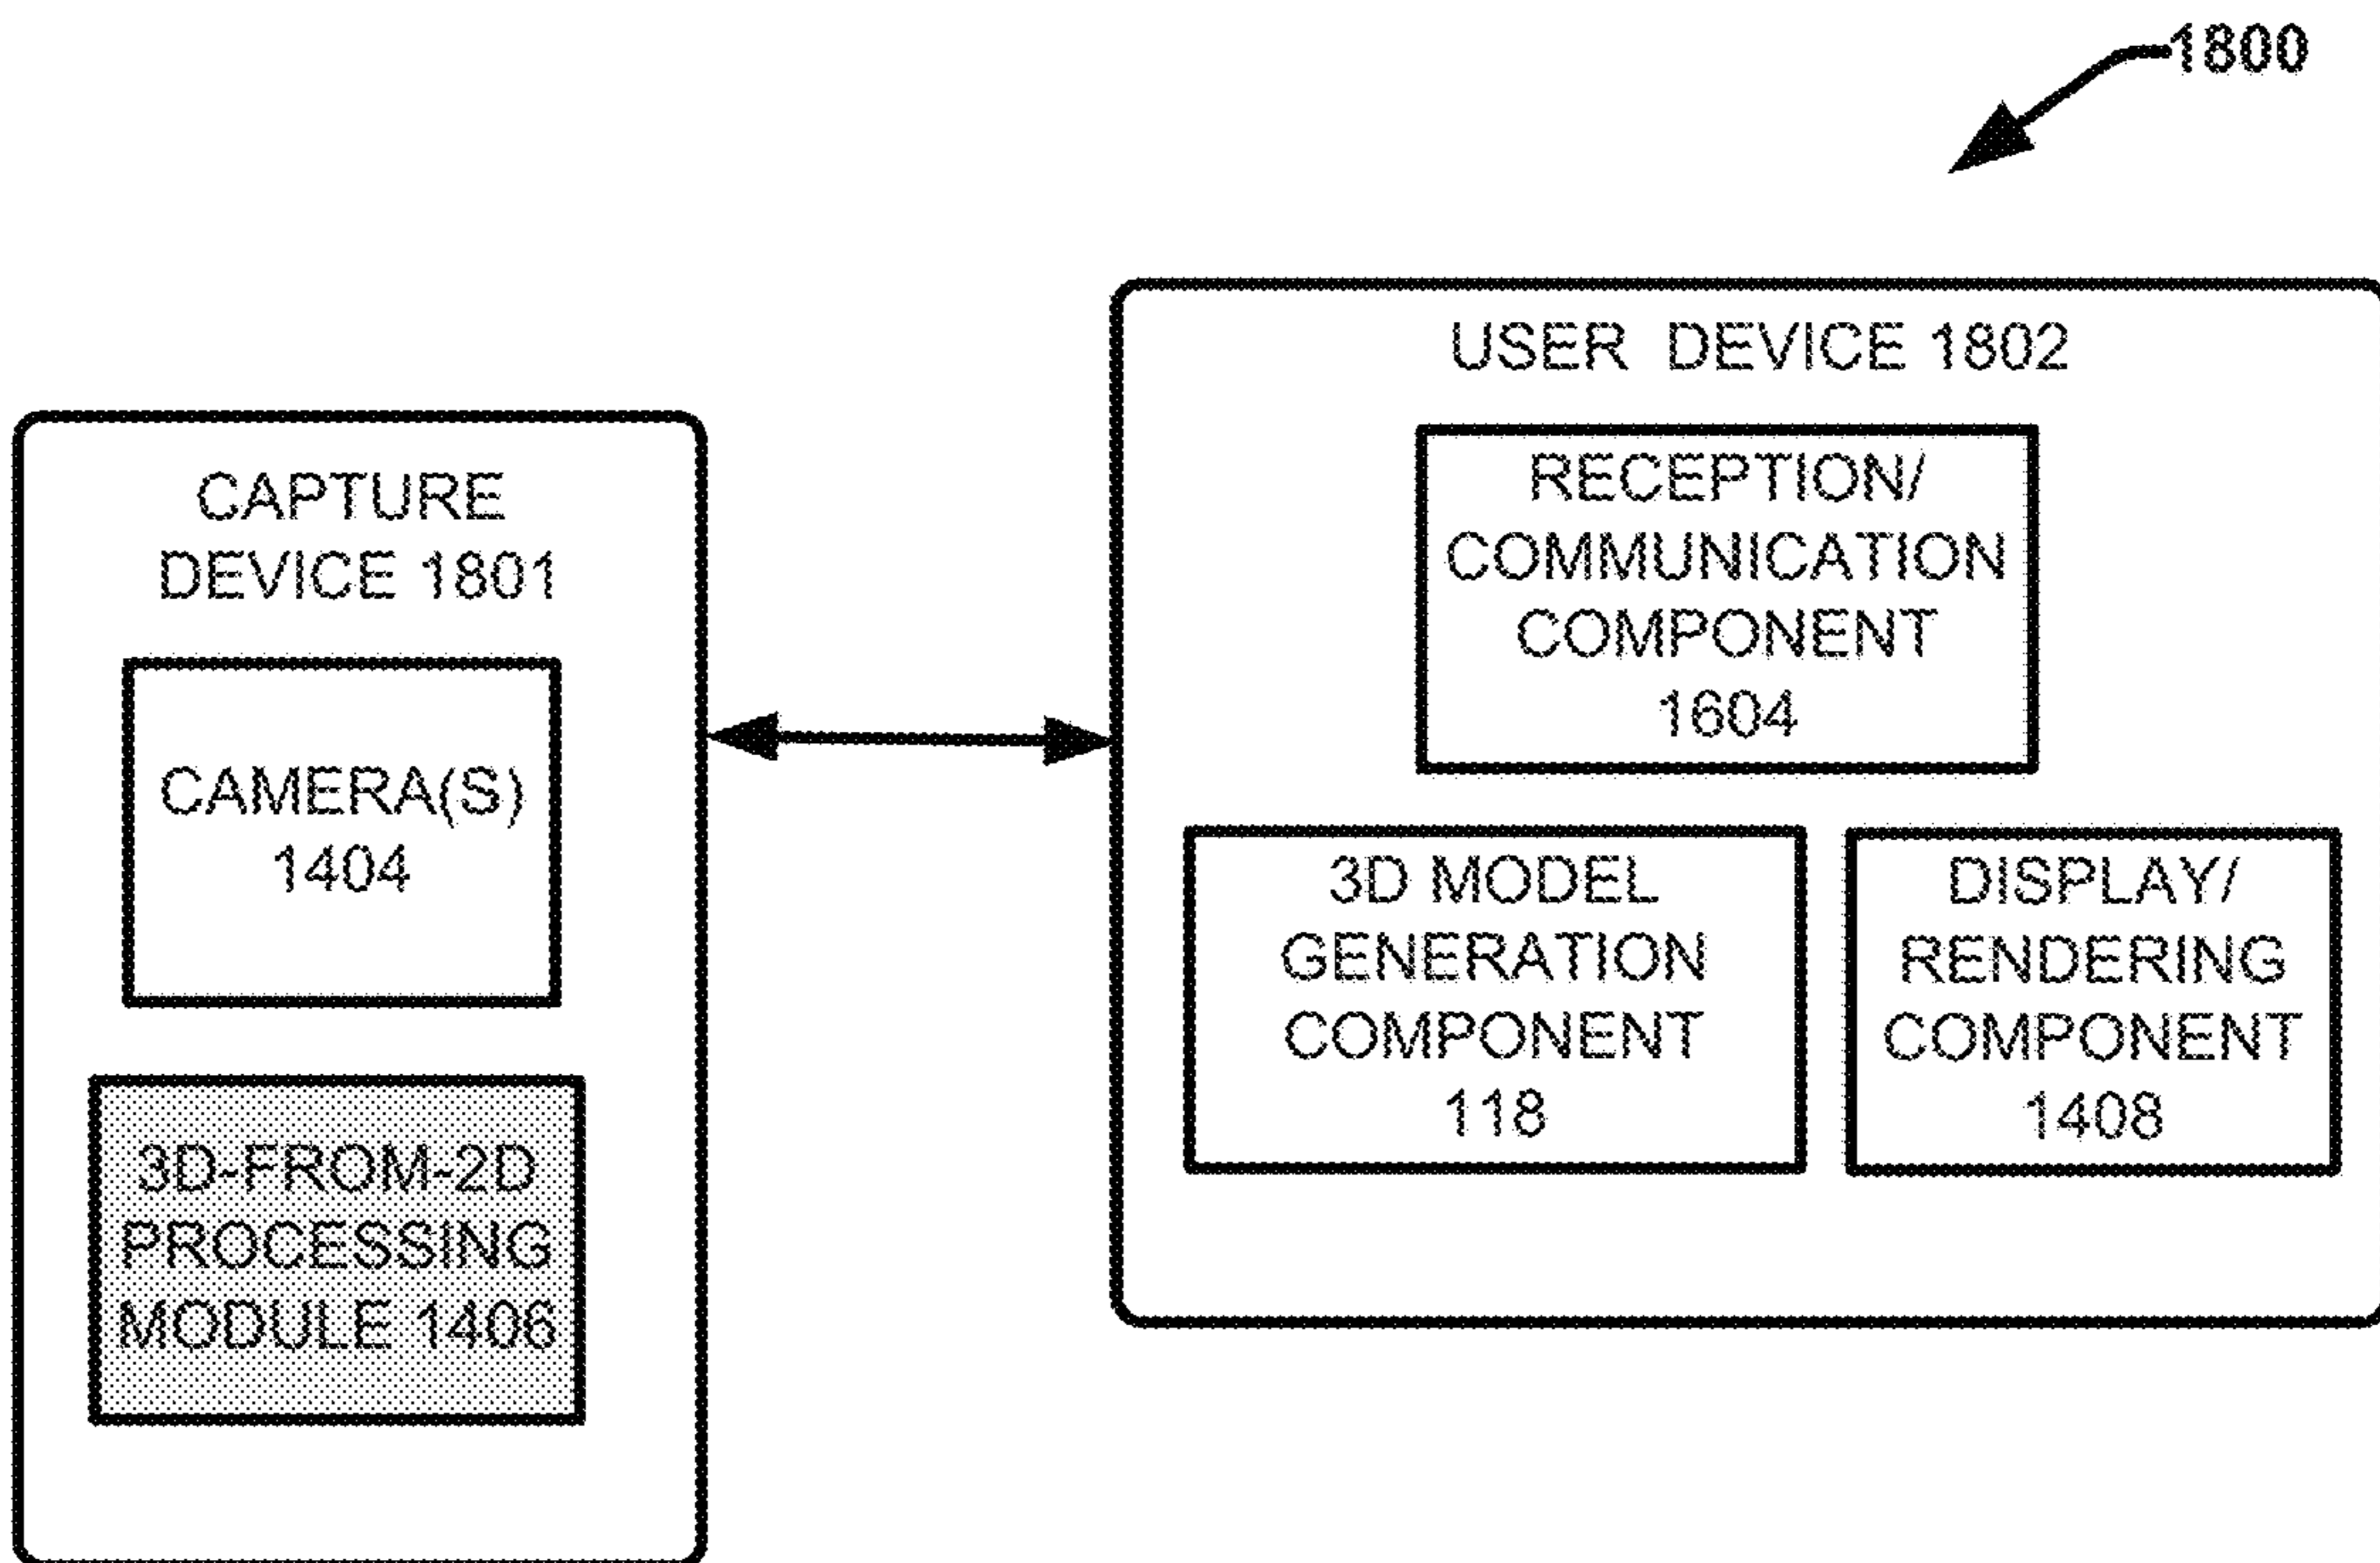 1800
CAPTURE
DEVICE 1801
CAMERA(S)
1404
3D-FROM-2D
PROCESSING
MODULE 1406
USER DEVICE 1802
RECEPTION/
COMMUNICATION
COMPONENT
1604
3D MODEL
GENERATION
COMPONENT
118
DISPLAY/
RENDERING
COMPONENT
1408